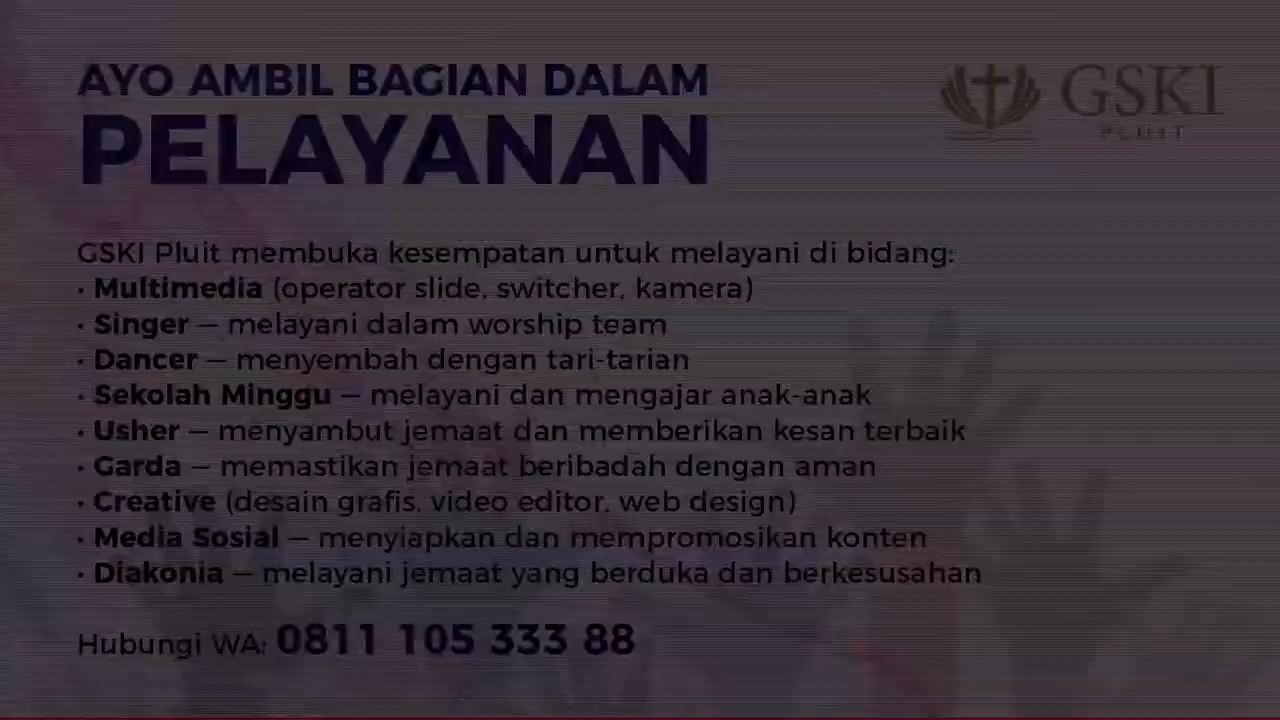 AYO AMBIL BAGIAN DALAM
PELAYANAN
GSKI
PLUIT
GSKI Pluit membuka kesempatan untuk melayani di bidang:
• Multimedia (operator slide, switcher, kamera)
• Singer — melayani dalam worship team
• Dancer — menyembah dengan tari-tarian
• Sekolah Minggu — melayani dan mengajar anak-anak
• Usher — menyambut jemaat dan memberikan kesan terbaik
• Garda — memastikan jemaat beribadah dengan aman
• Creative (desain grafis, video editor, web design)
• Media Sosial — menyiapkan dan mempromosikan konten
• Diakonia — melayani jemaat yang berduka dan berkesusahan
Hubungi WA: 0811 105 333 88